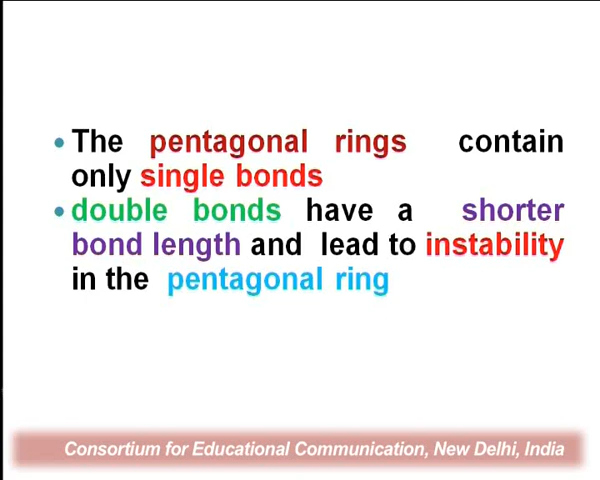 The pentagonal rings contain
only single bonds
double bonds have a shorter
bond length and lead to instability
in the pentagonal ring
Consortium for Educational Communication, New Delhi, India